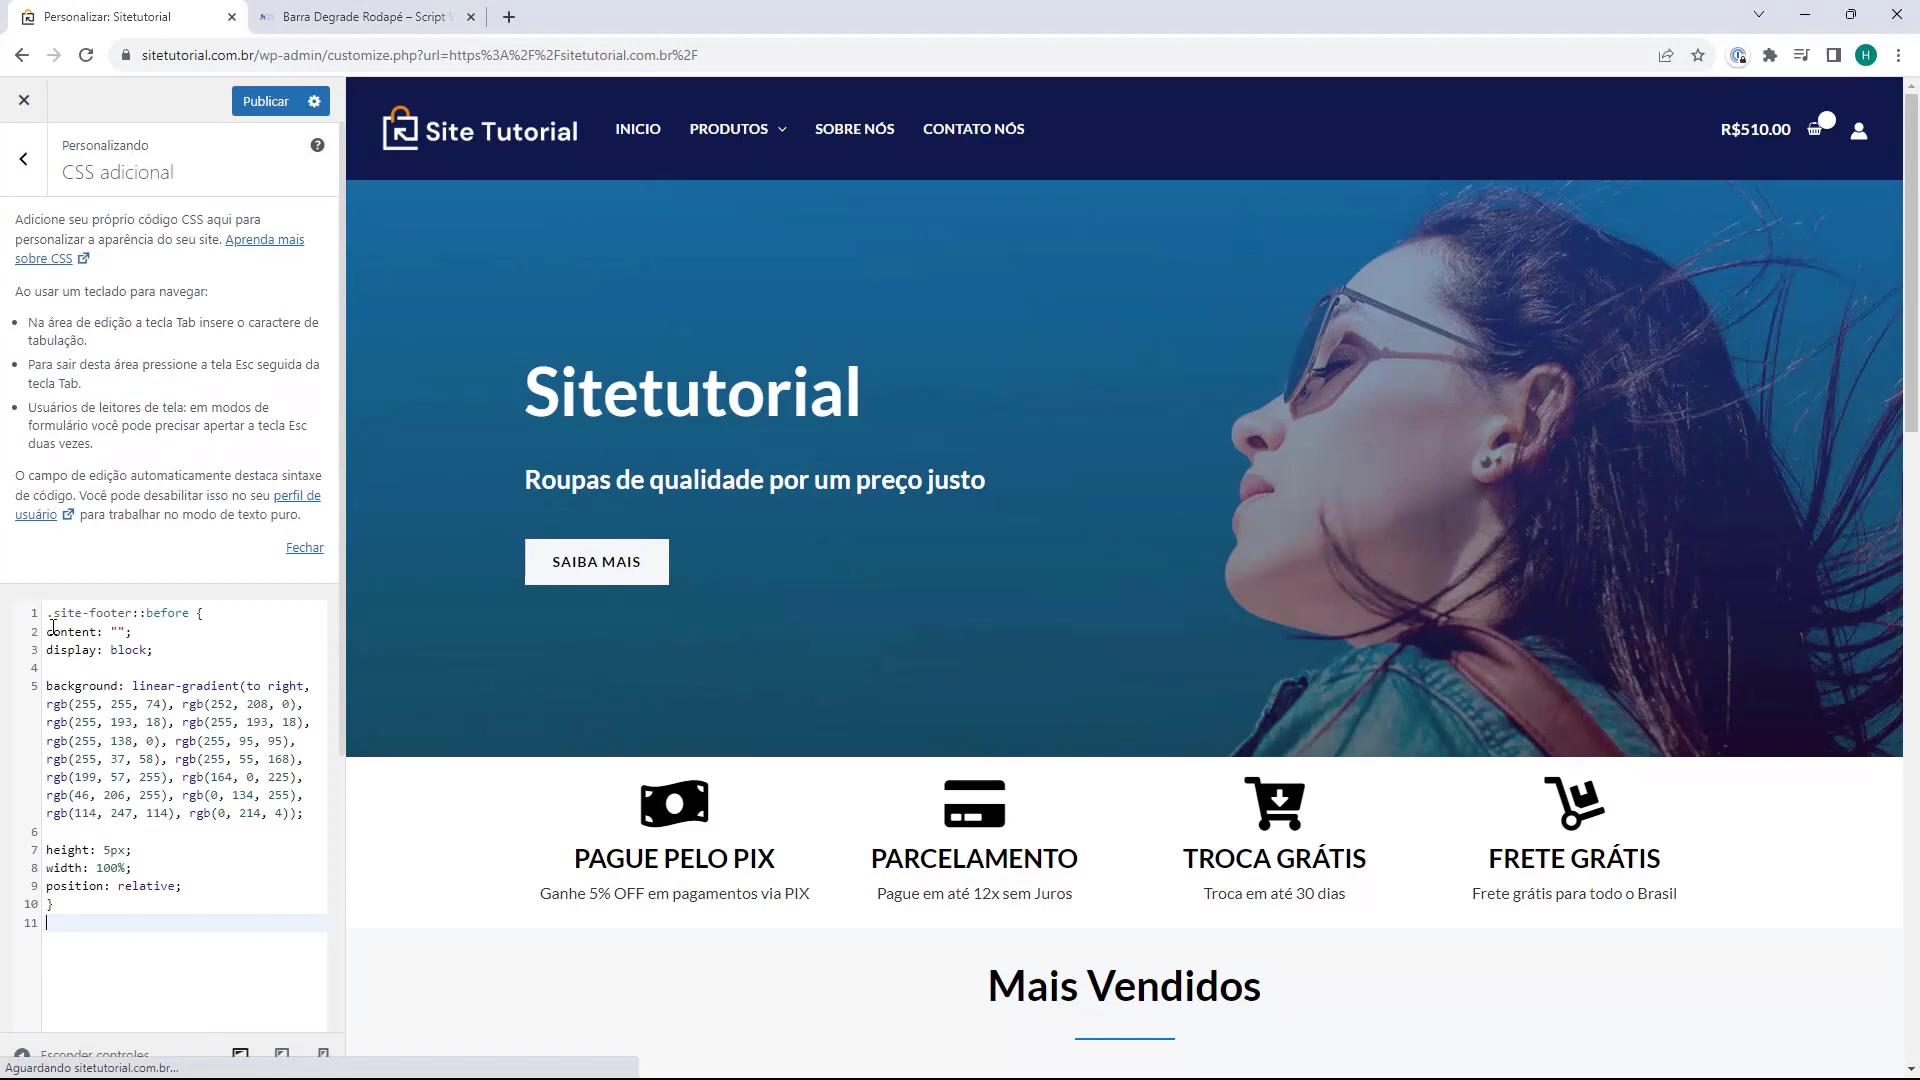 Personalizar: Sitetutorial
Barra Degrade Rodapé – Script
sitetutorial.com.br/wp-admin/customize.php?url=https%3A%2F%2Fsitetutorial.com.br%2F
H
Publicar
Personalizando
CSS adicional
Adicione seu próprio código CSS aqui para
personalizar a aparência do seu site. Aprenda mais
sobre CSS
Ao usar um teclado para navegar:
Na área de edição a tecla Tab insere o caractere de
tabulação.
Para sair desta área pressione a tela Esc seguida da
tecla Tab.
Usuários de leitores de tela: em modos de
formulário você pode precisar apertar a tecla Esc
duas vezes.
O campo de edição automaticamente destaca sintaxe
de código. Você pode desabilitar isso no seu perfil de
usuário para trabalhar no modo de texto puro.
Fechar
1 .site-footer::before {
2 content: "";
3 display: block;
4
5 background: linear-gradient(to right,
rgb(255, 255, 74), rgb(252, 208, 0),
rgb(255, 193, 18), rgb(255, 193, 18),
rgb(255, 138, 0), rgb(255, 95, 95),
rgb(255, 37, 58), rgb(255, 55, 168),
rgb(199, 57, 255), rgb(164, 0, 225),
rgb(46, 206, 255), rgb(0, 134, 255),
rgb(114, 247, 114), rgb(0, 214, 4));
6
7 height: 5px;
8 width: 100%;
9 position: relative;
10 }
11
Esconder controles
Aguardando sitetutorial.com.br...
Site Tutorial
INICIO PRODUTOS SOBRE NÓS CONTATO NÓS
R$510.00
Sitetutorial
Roupas de qualidade por um preço justo
SAIBA MAIS
PAGUE PELO PIX
Ganhe 5% OFF em pagamentos via PIX
PARCELAMENTO
Pague em até 12x sem Juros
TROCA GRÁTIS
Troca em até 30 dias
FRETE GRÁTIS
Frete grátis para todo o Brasil
Mais Vendidos